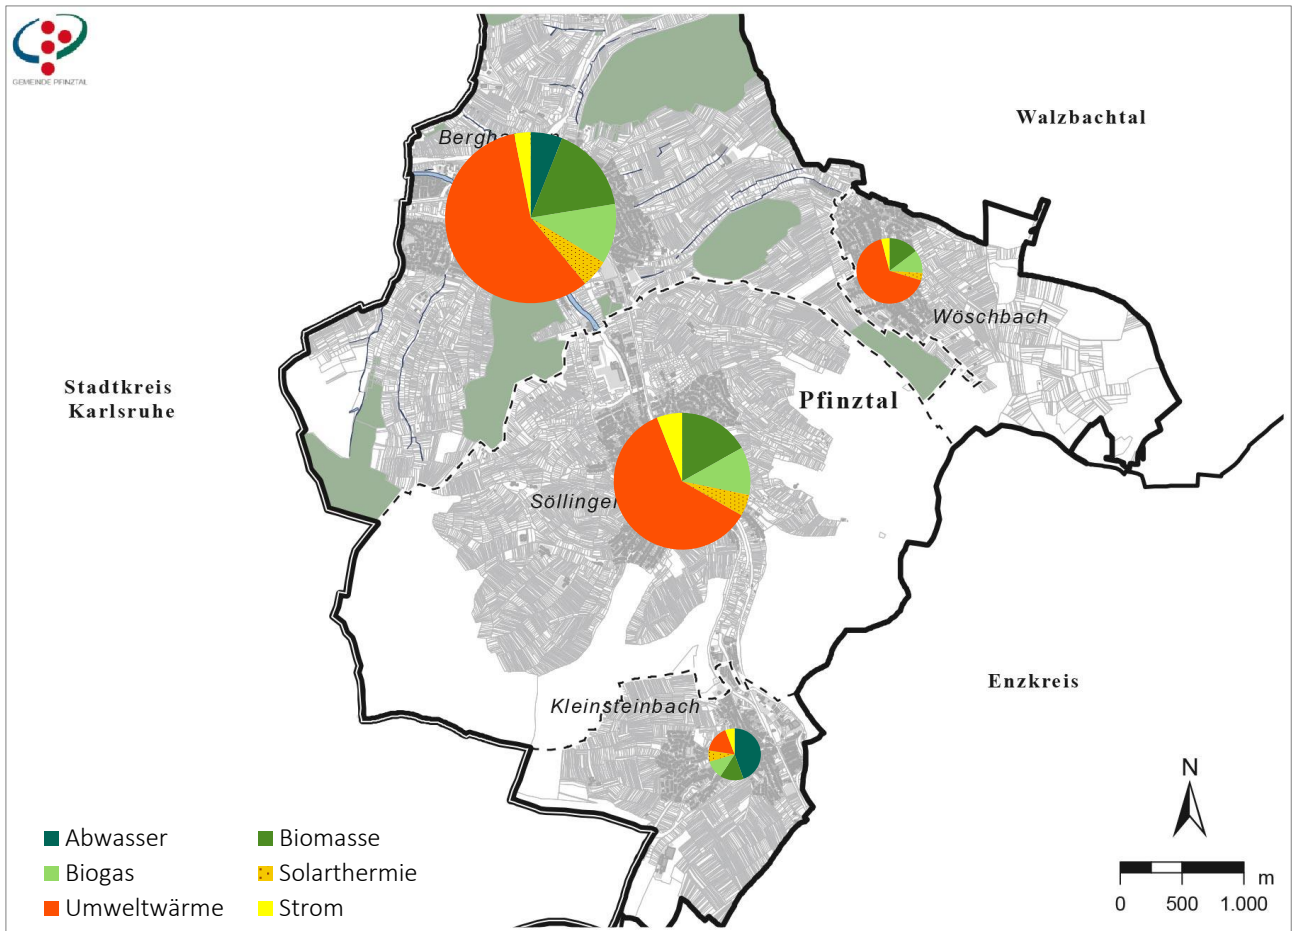 GEMEINDE PFINZTAL
Walzbachtal
Wöschbach
Stadtkreis
Karlsruhe
Pfinztal
Enzkreis
Kleinsteinbach
N
m
0 500 1.000
Abwasser
Biomasse
Biogas
Solarthermie
Umweltwärme
Strom